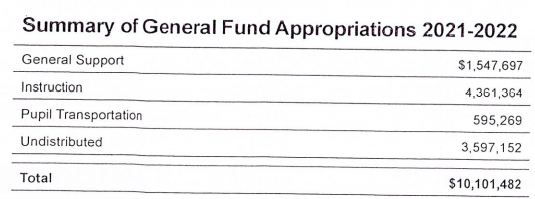 Summary of General Fund Appropriations 2021-2022
General Support $1,547,697
Instruction 4,361,364
Pupil Transportation 595,269
Undistributed 3,597,152
Total $10,101,482